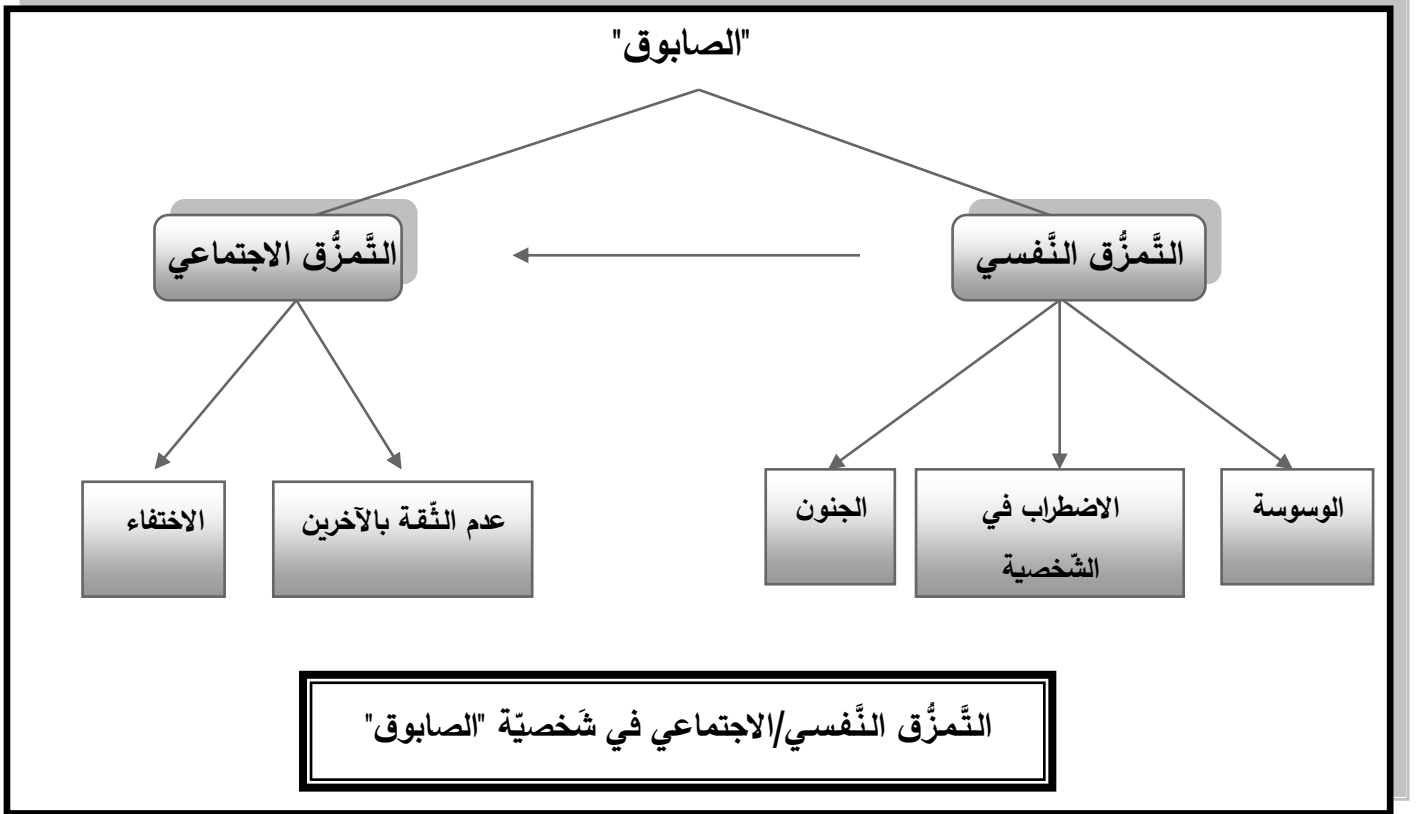 "الصابوق"
التَّمزُّق النَّفسي
التَّمزُّق الاجتماعي
الوسوسة
الاضطراب في
الشّخصية
الجنون
عدم الثّقة بالآخرين
الاختفاء
التَّمزُّق النَّفسي/الاجتماعي في شَخصيّة "الصابوق"